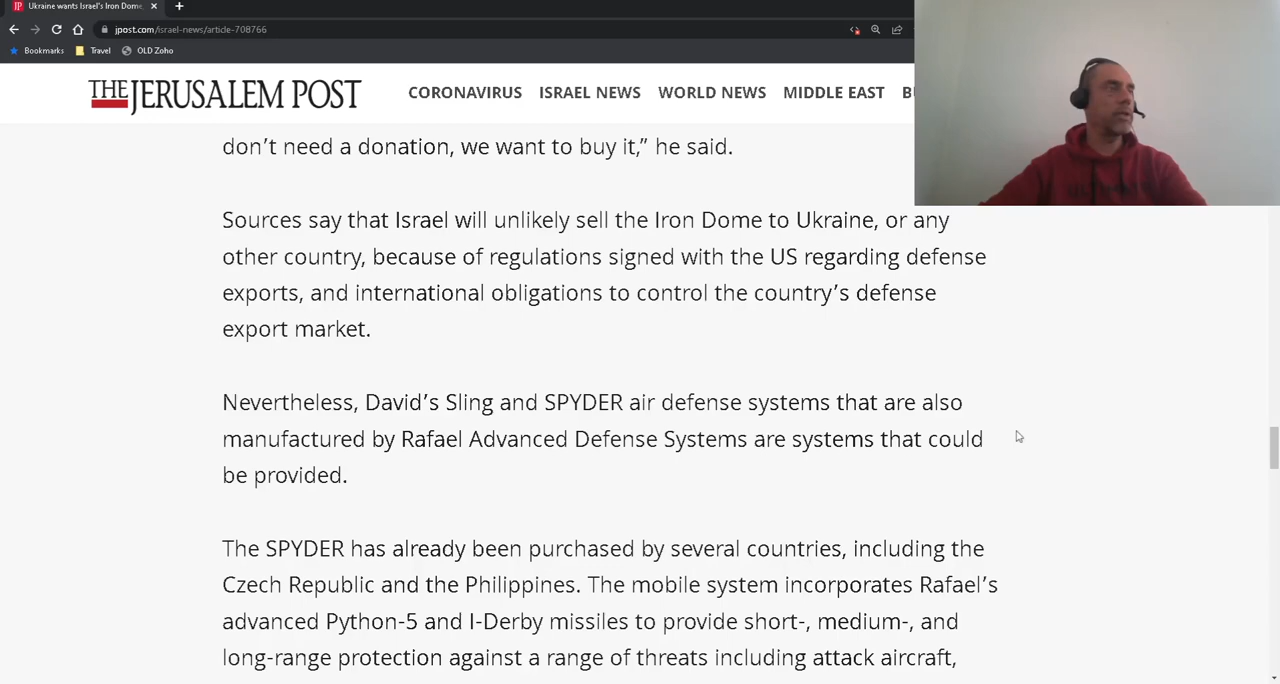 JP Ukraine wants Israel's Iron Dome
jpost.com/israel-news/article-708766
Bookmarks Travel OLD Zoho
THE JERUSALEM POST
CORONAVIRUS ISRAEL NEWS WORLD NEWS MIDDLE EAST
don't need a donation, we want to buy it," he said.
Sources say that Israel will unlikely sell the Iron Dome to Ukraine, or any
other country, because of regulations signed with the US regarding defense
exports, and international obligations to control the country's defense
export market.
Nevertheless, David's Sling and SPYDER air defense systems that are also
manufactured by Rafael Advanced Defense Systems are systems that could
be provided.
The SPYDER has already been purchased by several countries, including the
Czech Republic and the Philippines. The mobile system incorporates Rafael's
advanced Python-5 and I-Derby missiles to provide short-, medium-, and
long-range protection against a range of threats including attack aircraft,